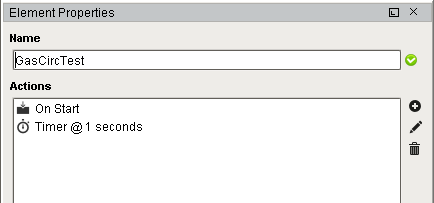 Element Properties
Name
GasCircTest
Actions
On Start
Timer @ 1 seconds